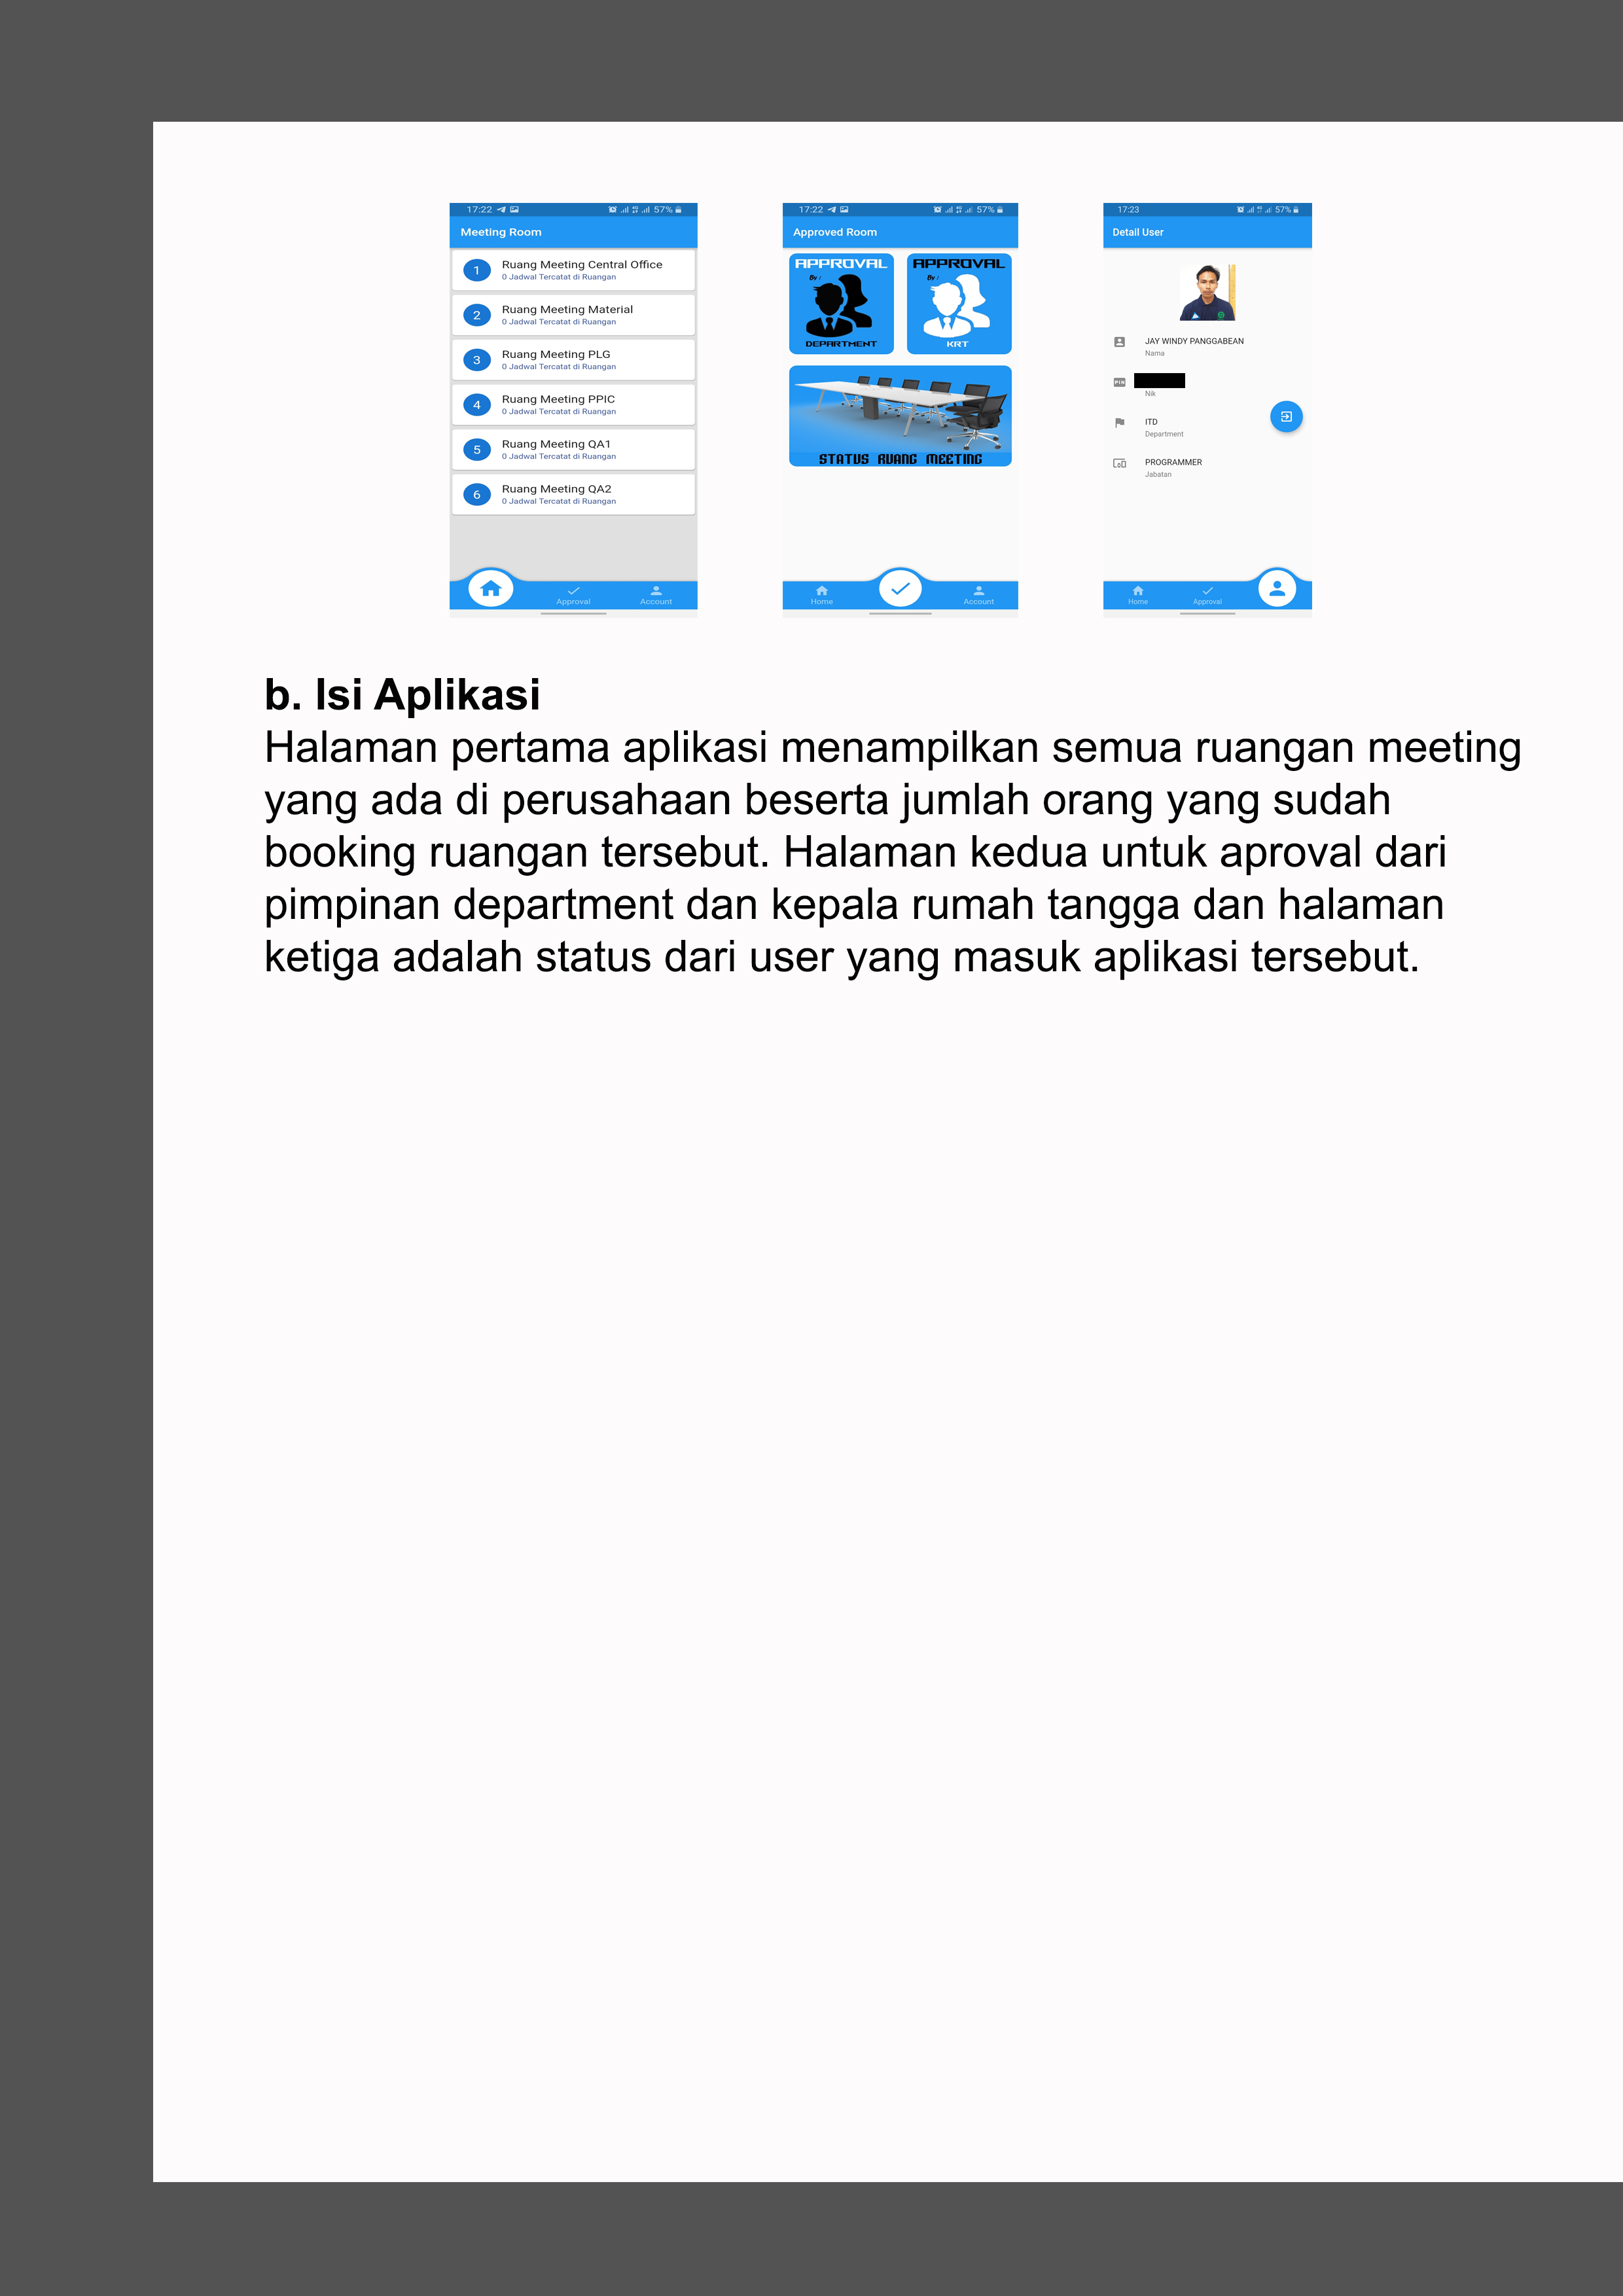 17:22 57%
Meeting Room
1 Ruang Meeting Central Office
0 Jadwal Tercatat di Ruangan
2 Ruang Meeting Material
0 Jadwal Tercatat di Ruangan
3 Ruang Meeting PLG
0 Jadwal Tercatat di Ruangan
4 Ruang Meeting PPIC
0 Jadwal Tercatat di Ruangan
5 Ruang Meeting QA1
0 Jadwal Tercatat di Ruangan
6 Ruang Meeting QA2
0 Jadwal Tercatat di Ruangan
Approval Account
17:22 57%
Approved Room
APPROVAL
By :
DEPARTMENT
APPROVAL
By :
KRT
STATUS RUANG MEETING
Home Account
17:23 57%
Detail User
JAY WINDY PANGGABEAN
Nama
PIN
Nik
ITD
Department
PROGRAMMER
Jabatan
Home Approval
b. Isi Aplikasi
Halaman pertama aplikasi menampilkan semua ruangan meeting
yang ada di perusahaan beserta jumlah orang yang sudah
booking ruangan tersebut. Halaman kedua untuk aproval dari
pimpinan department dan kepala rumah tangga dan halaman
ketiga adalah status dari user yang masuk aplikasi tersebut.